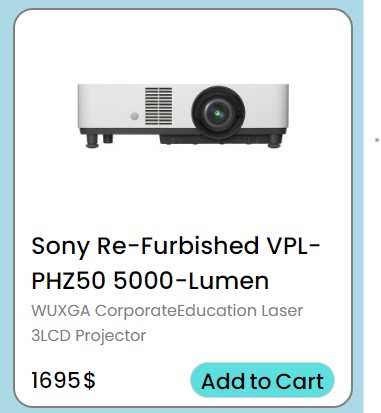 Sony Re-Furbished VPL-
PHZ50 5000-Lumen
WUXGA CorporateEducation Laser
3LCD Projector
1695$
Add to Cart